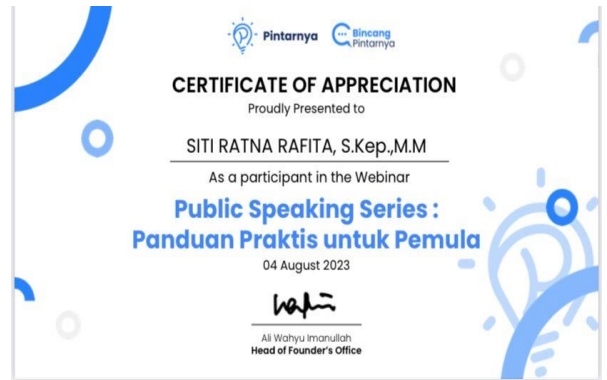 Pintarnya
Bincang
Pintarnya
CERTIFICATE OF APPRECIATION
Proudly Presented to
SITI RATNA RAFITA, S.Kep.,M.M
As a participant in the Webinar
Public Speaking Series :
Panduan Praktis untuk Pemula
04 August 2023
Ali Wahyu Imanullah
Head of Founder's Office